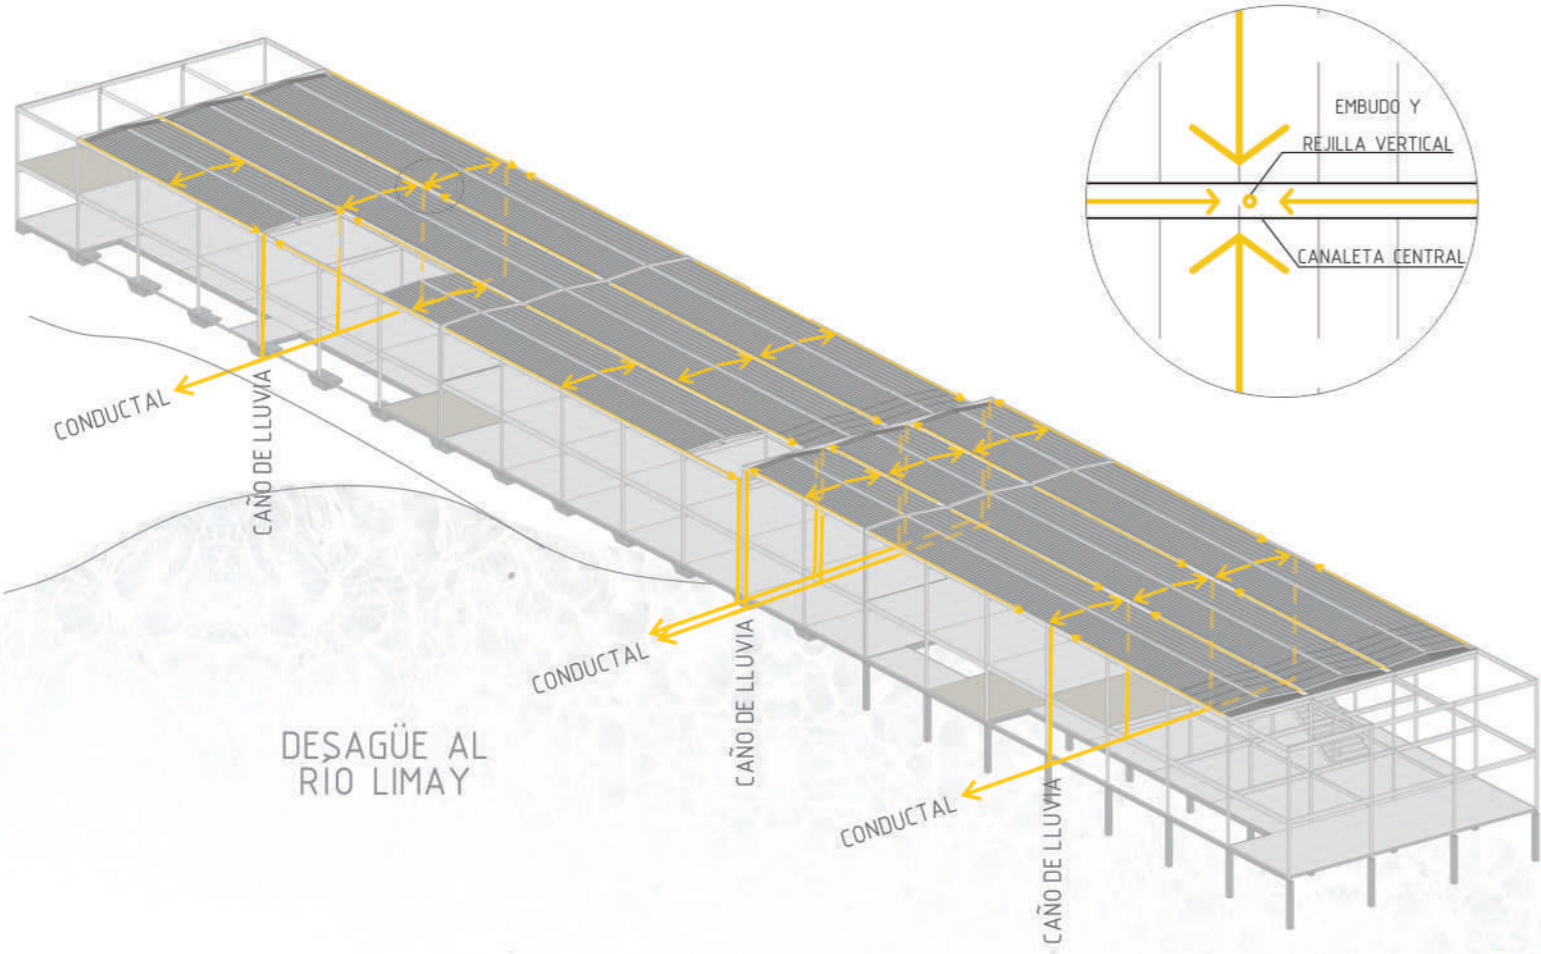 EMBUDO Y
REJILLA VERTICAL
CANALETA CENTRAL
CONDUCTAL
CAÑO DE LLUVIA
CONDUCTAL
CAÑO DE LLUVIA
DESAGÜE AL
RÍO LIMAY
CONDUCTAL
CAÑO DE LLUVIA